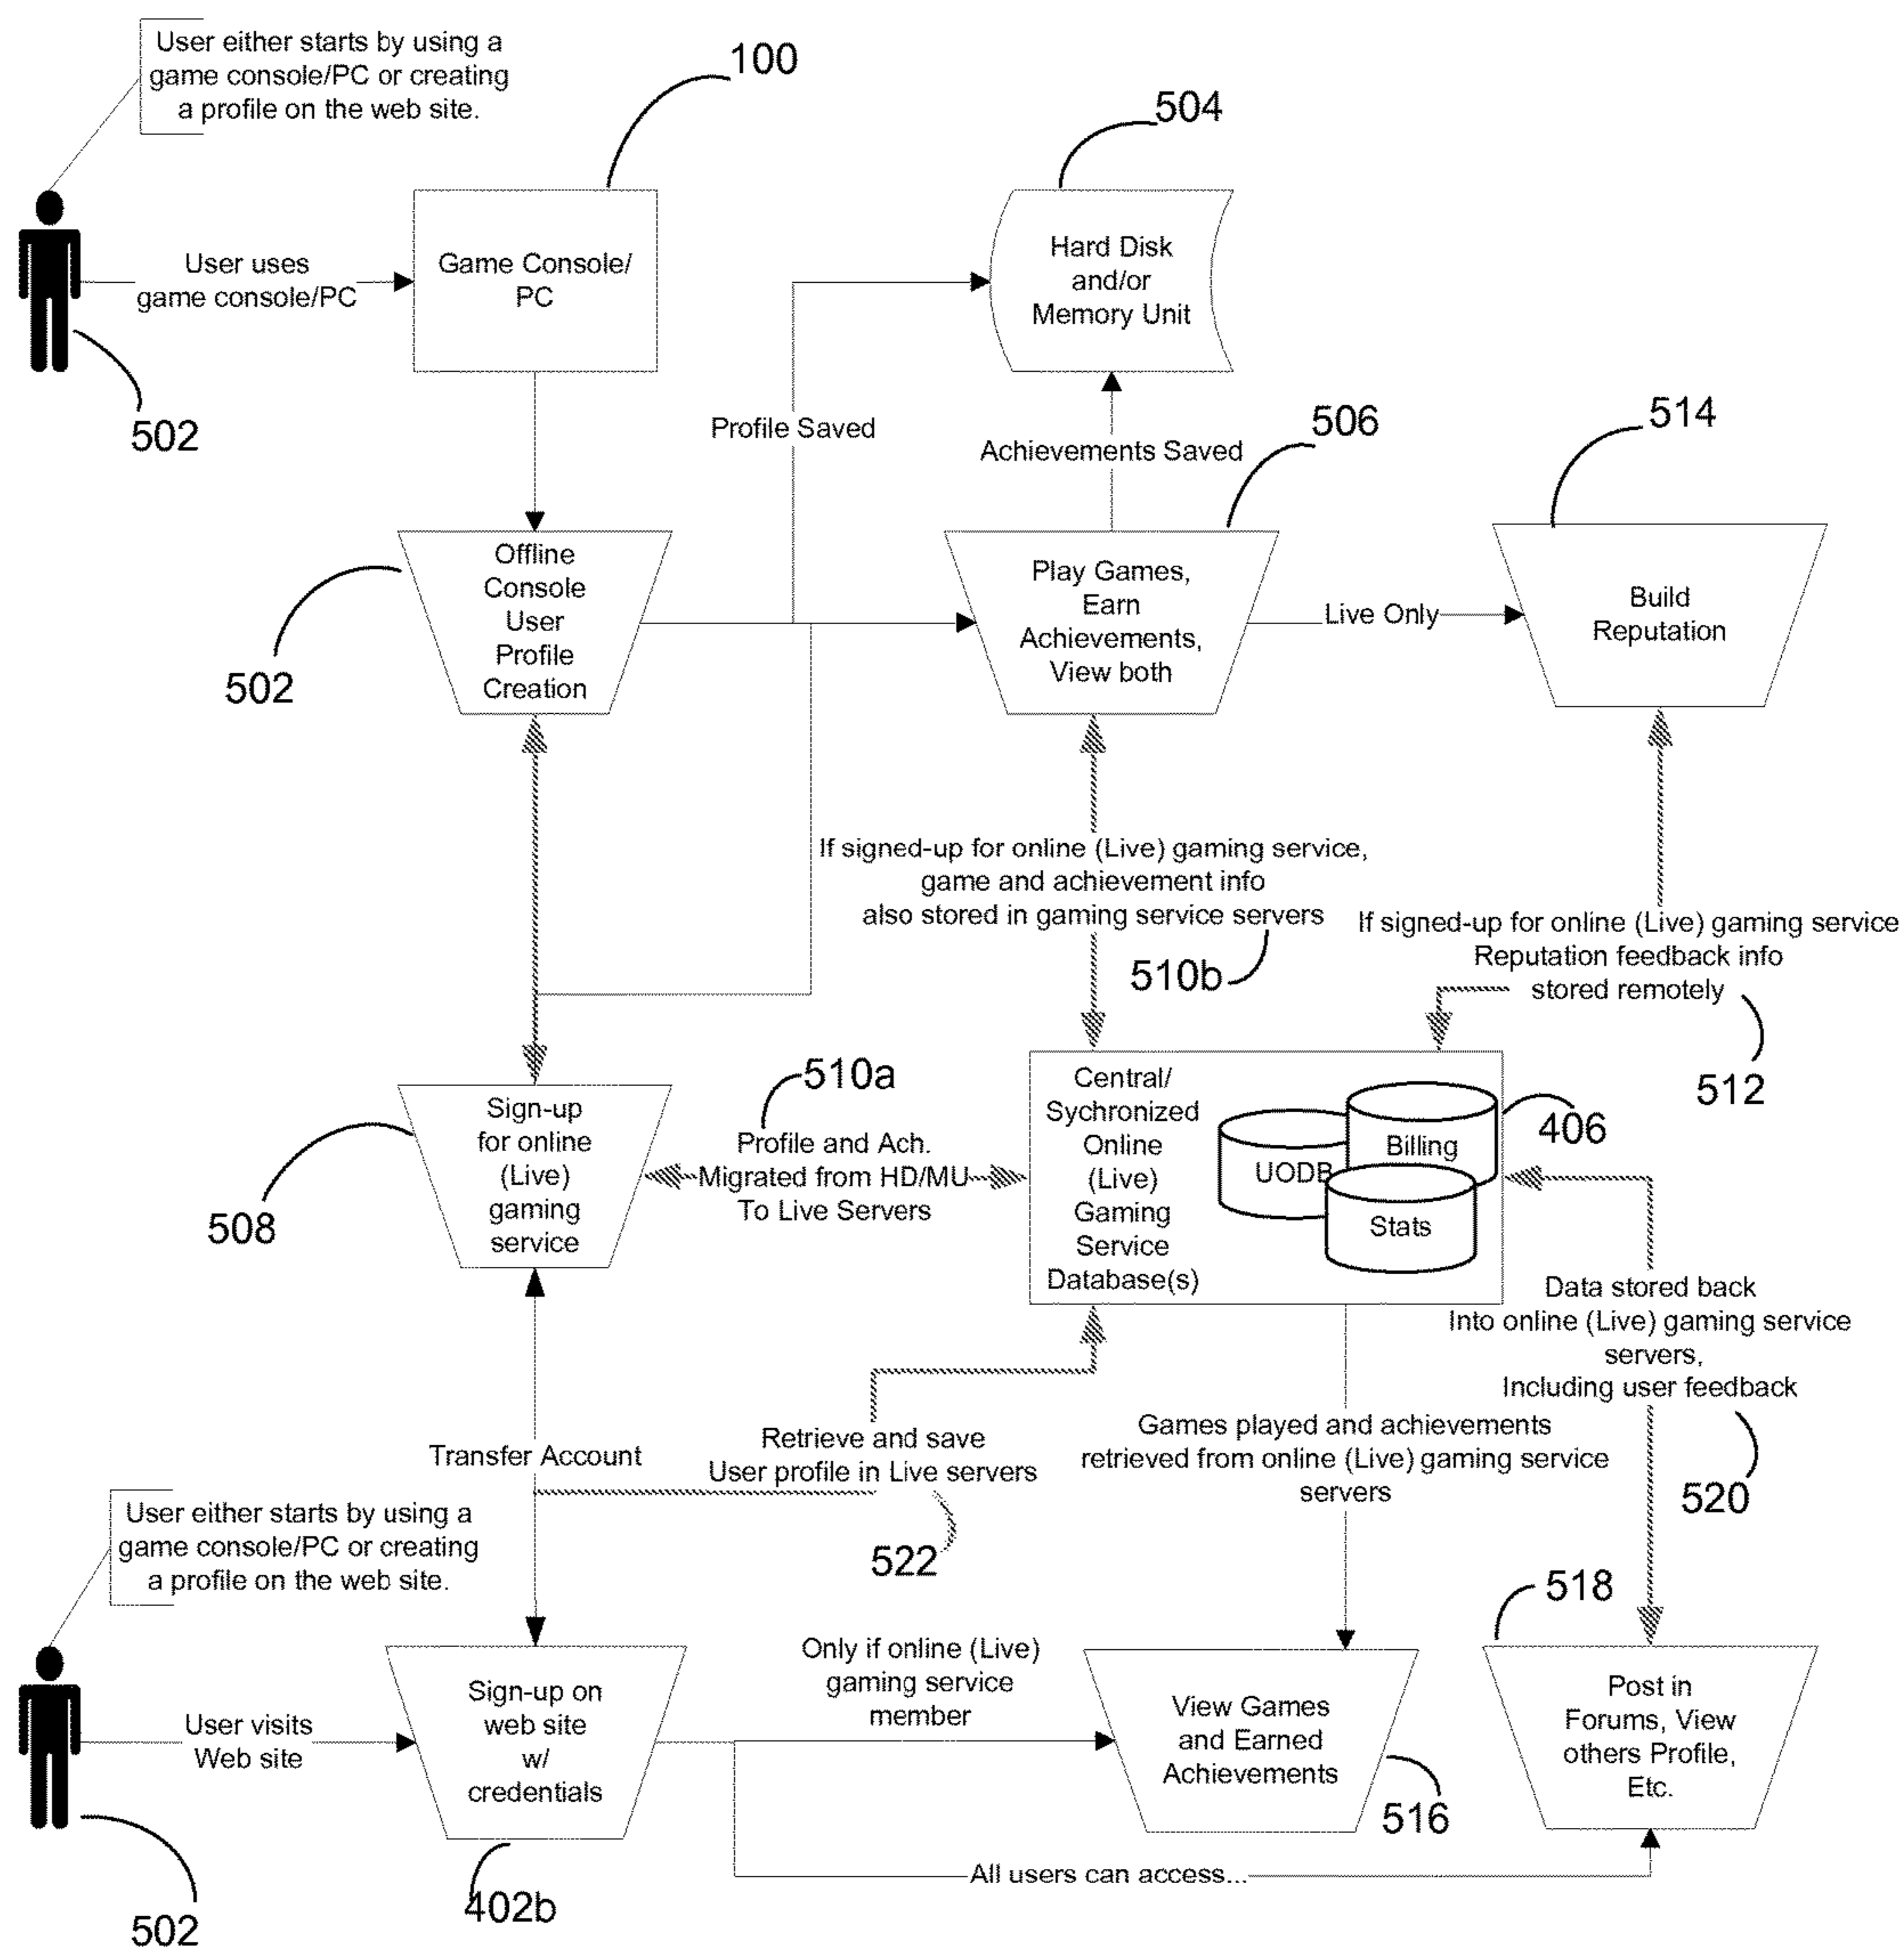 User either starts by using a
game console/PC or creating
a profile on the web site.
100
504
User uses
game console/PC
Game Console/
PC
Hard Disk
and/or
Memory Unit
502
Profile Saved
Achievements Saved
506
514
Offline
Console
User
Profile
Creation
502
Play Games,
Earn
Achievements,
View both
Live Only
Build
Reputation
If signed-up for online (Live) gaming service,
game and achievement info
also stored in gaming service servers
510b
If signed-up for online (Live) gaming service
Reputation feedback info
stored remotely
512
Sign-up
for online
(Live)
gaming
service
508
510a
Profile and Ach.
Migrated from HD/MU
To Live Servers
Central/
Sychronized
Online
(Live)
Gaming
Service
Database(s)
UODB
Billing
Stats
406
Data stored back
Into online (Live) gaming service
servers,
Including user feedback
520
Transfer Account
Retrieve and save
User profile in Live servers
522
Games played and achievements
retrieved from online (Live) gaming service
servers
User either starts by using a
game console/PC or creating
a profile on the web site.
518
User visits
Web site
Sign-up on
web site
w/
credentials
Only if online (Live)
gaming service
member
View Games
and Earned
Achievements
516
Post in
Forums, View
others Profile,
Etc.
All users can access...
502
402b